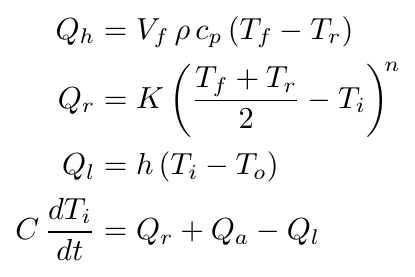 Q_h = V_f ρ c_p (T_f − T_r)
Q_r = K ((T_f + T_r)/2 − T_i)^n
Q_l = h (T_i − T_o)
C dT_i/dt = Q_r + Q_a − Q_l